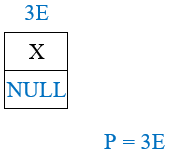 3E
X
NULL
P = 3E